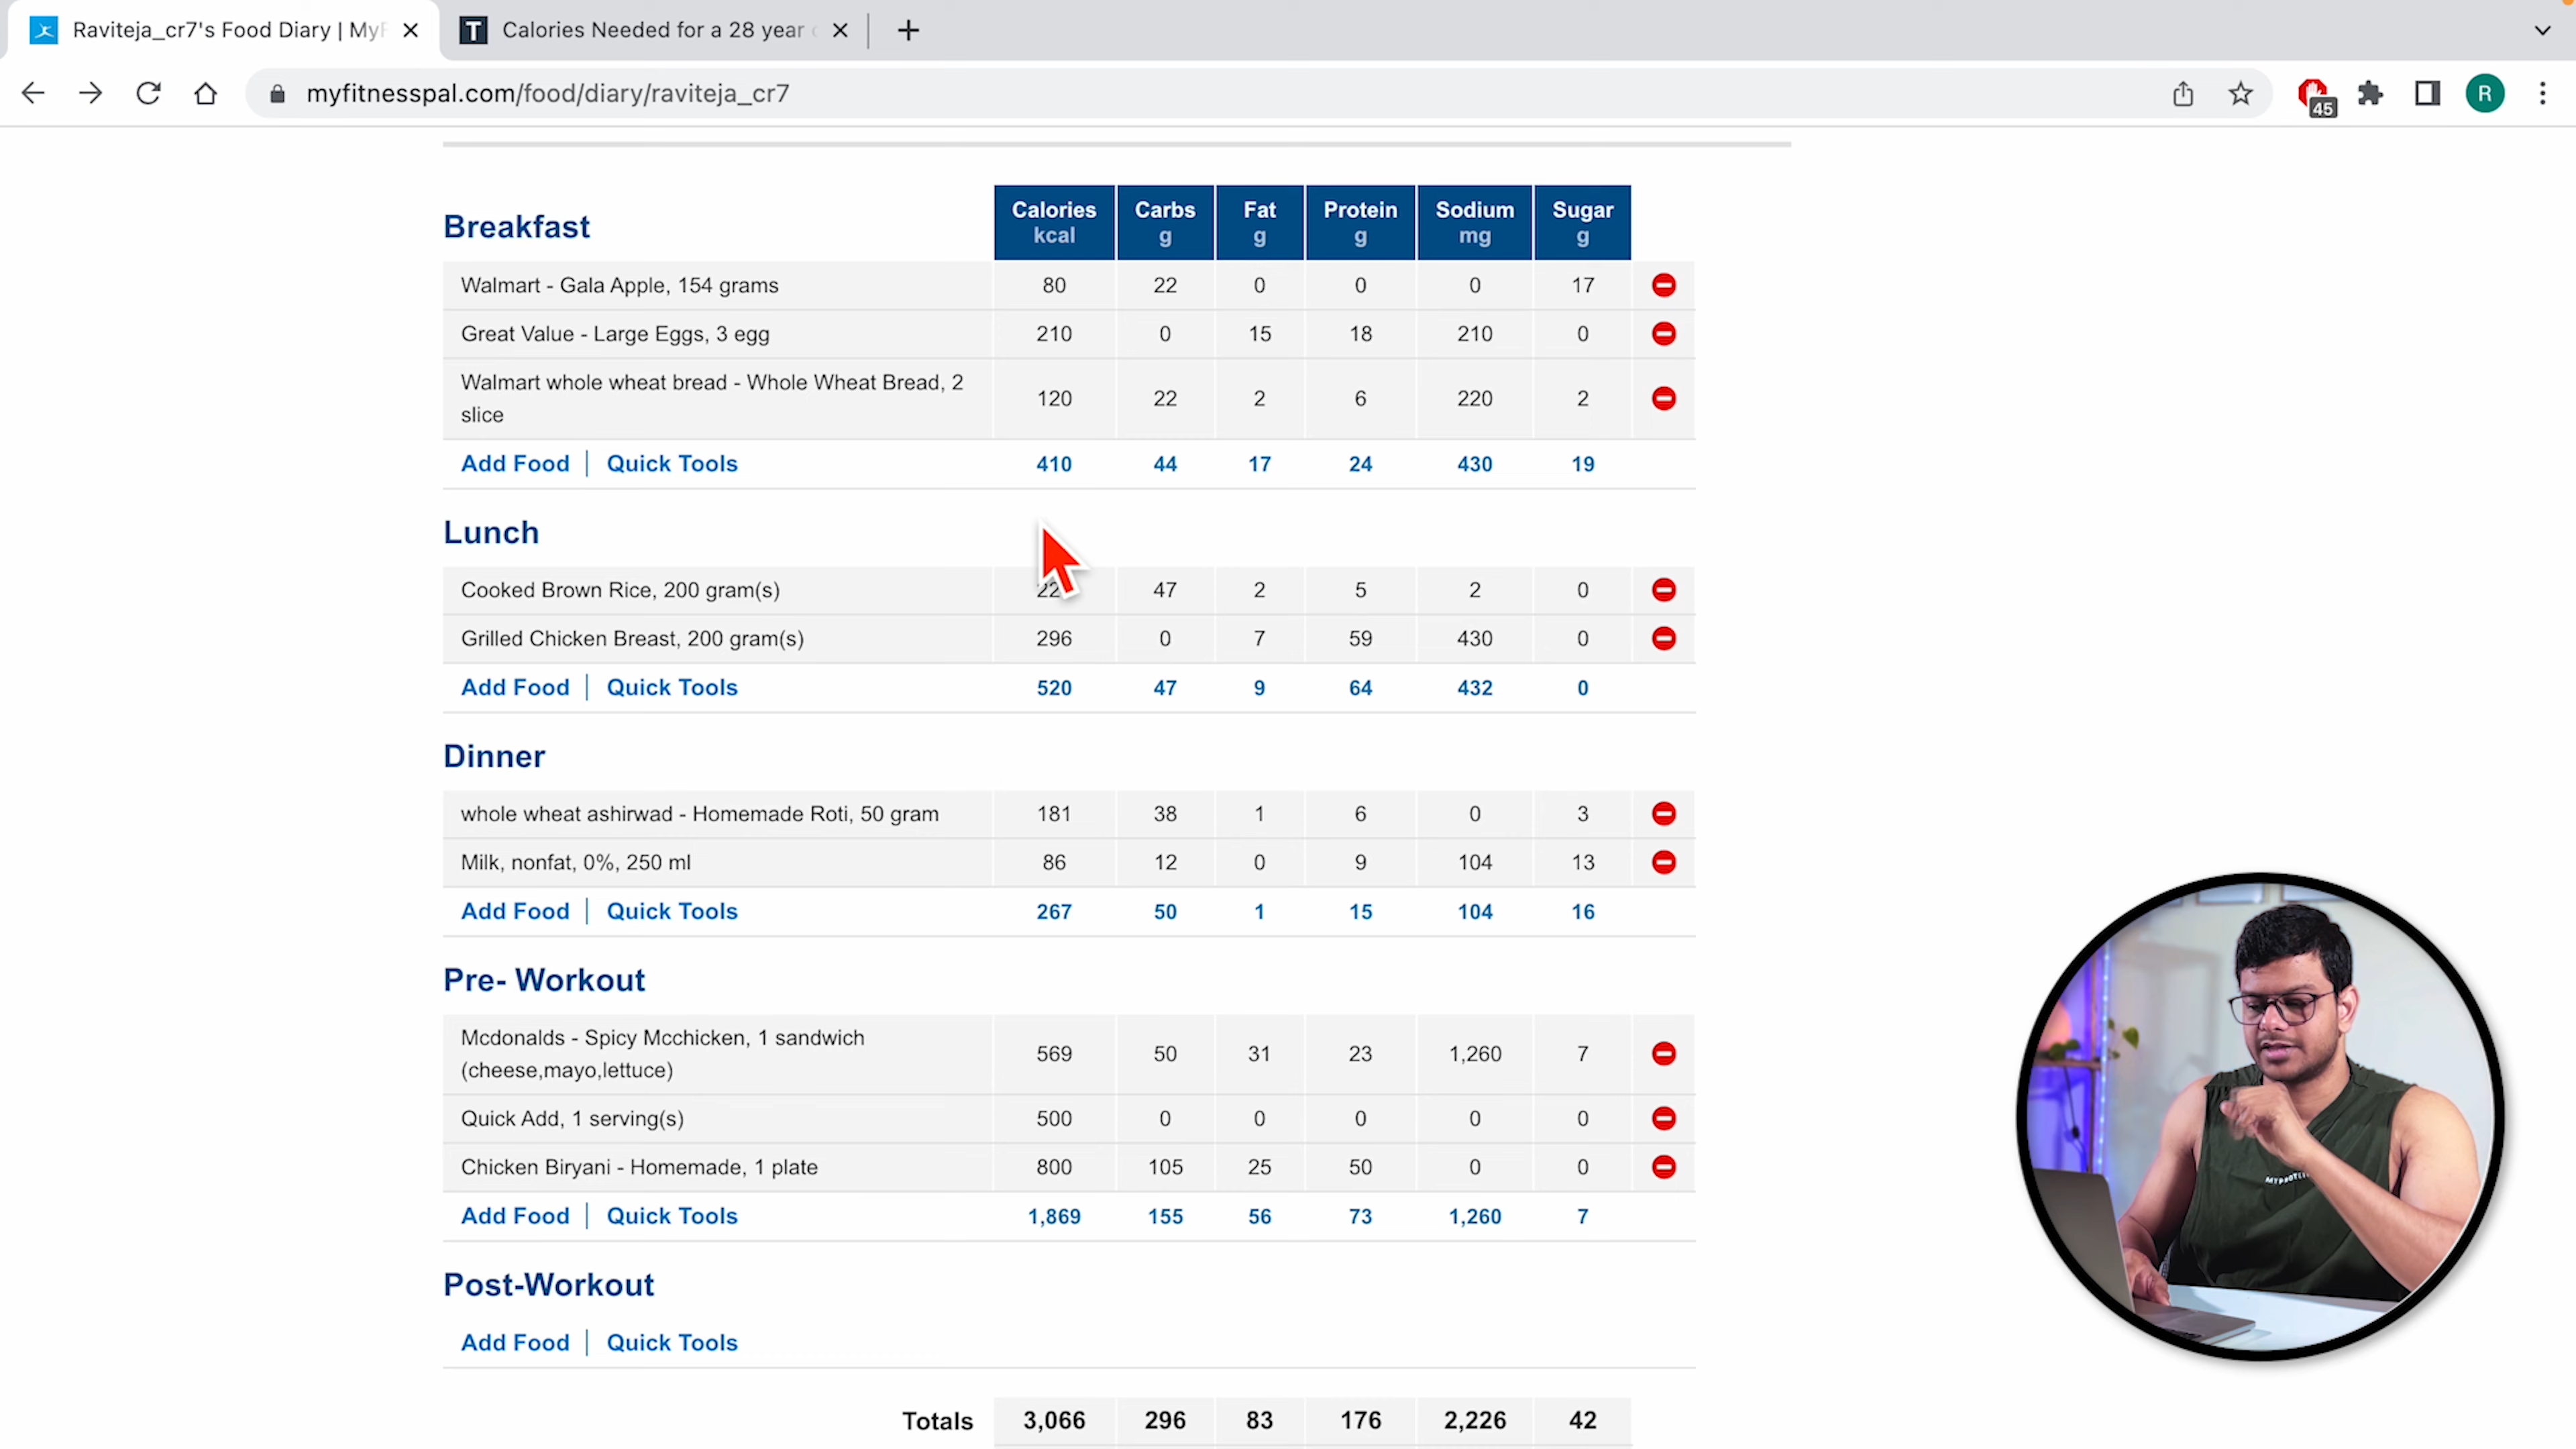 Raviteja_cr7's Food Diary | MyF
Calories Needed for a 28 year
myfitnesspal.com/food/diary/raviteja_cr7
45
R
Breakfast Calories kcal Carbs g Fat g Protein g Sodium mg Sugar g
Walmart - Gala Apple, 154 grams 80 22 0 0 0 17
Great Value - Large Eggs, 3 egg 210 0 15 18 210 0
Walmart whole wheat bread - Whole Wheat Bread, 2
slice 120 22 2 6 220 2
Add Food | Quick Tools 410 44 17 24 430 19
Lunch
Cooked Brown Rice, 200 gram(s) 47 2 5 2 0
Grilled Chicken Breast, 200 gram(s) 296 0 7 59 430 0
Add Food | Quick Tools 520 47 9 64 432 0
Dinner
whole wheat ashirwad - Homemade Roti, 50 gram 181 38 1 6 0 3
Milk, nonfat, 0%, 250 ml 86 12 0 9 104 13
Add Food | Quick Tools 267 50 1 15 104 16
Pre- Workout
Mcdonalds - Spicy Mcchicken, 1 sandwich
(cheese,mayo,lettuce) 569 50 31 23 1,260 7
Quick Add, 1 serving(s) 500 0 0 0 0 0
Chicken Biryani - Homemade, 1 plate 800 105 25 50 0 0
Add Food | Quick Tools 1,869 155 56 73 1,260 7
Post-Workout
Add Food | Quick Tools
Totals 3,066 296 83 176 2,226 42